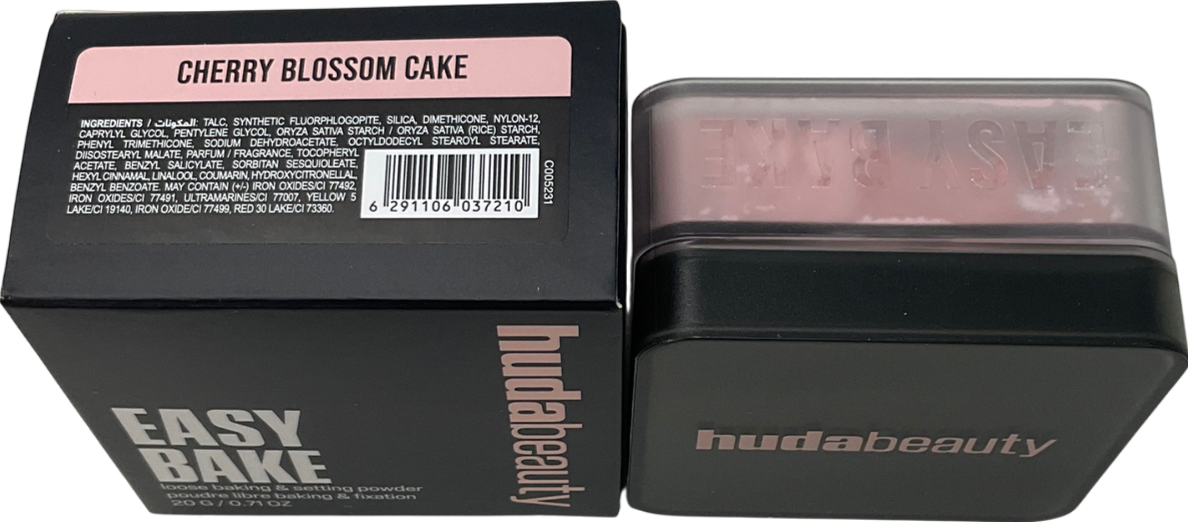 CHERRY BLOSSOM CAKE
INGREDIENTS / المكونات: TALC, SYNTHETIC FLUORPHLOGOPITE, SILICA, DIMETHICONE, NYLON-12,
CAPRYLYL GLYCOL, PENTYLENE GLYCOL, ORYZA SATIVA STARCH / ORYZA SATIVA (RICE) STARCH,
PHENYL TRIMETHICONE, SODIUM DEHYDROACETATE, OCTYLDODECYL STEAROYL STEARATE,
DIISOSTEARYL MALATE, PARFUM / FRAGRANCE, TOCOPHERYL
ACETATE, BENZYL SALICYLATE, SORBITAN SESQUIOLEATE,
HEXYL CINNAMAL, LINALOOL, COUMARIN, HYDROXYCITRONELLAL,
BENZYL BENZOATE. MAY CONTAIN (+/-) IRON OXIDES/CI 77492,
IRON OXIDES/CI 77491, ULTRAMARINES/CI 77007, YELLOW 5
LAKE/CI 19140, IRON OXIDE/CI 77499, RED 30 LAKE/CI 73360.
6 291106 037210
C005231
hudabeauty
EASY
BAKE
loose baking & setting powder
poudre libre baking & fixation
20 G / 0.71 OZ
EASY BAKE
hudabeauty